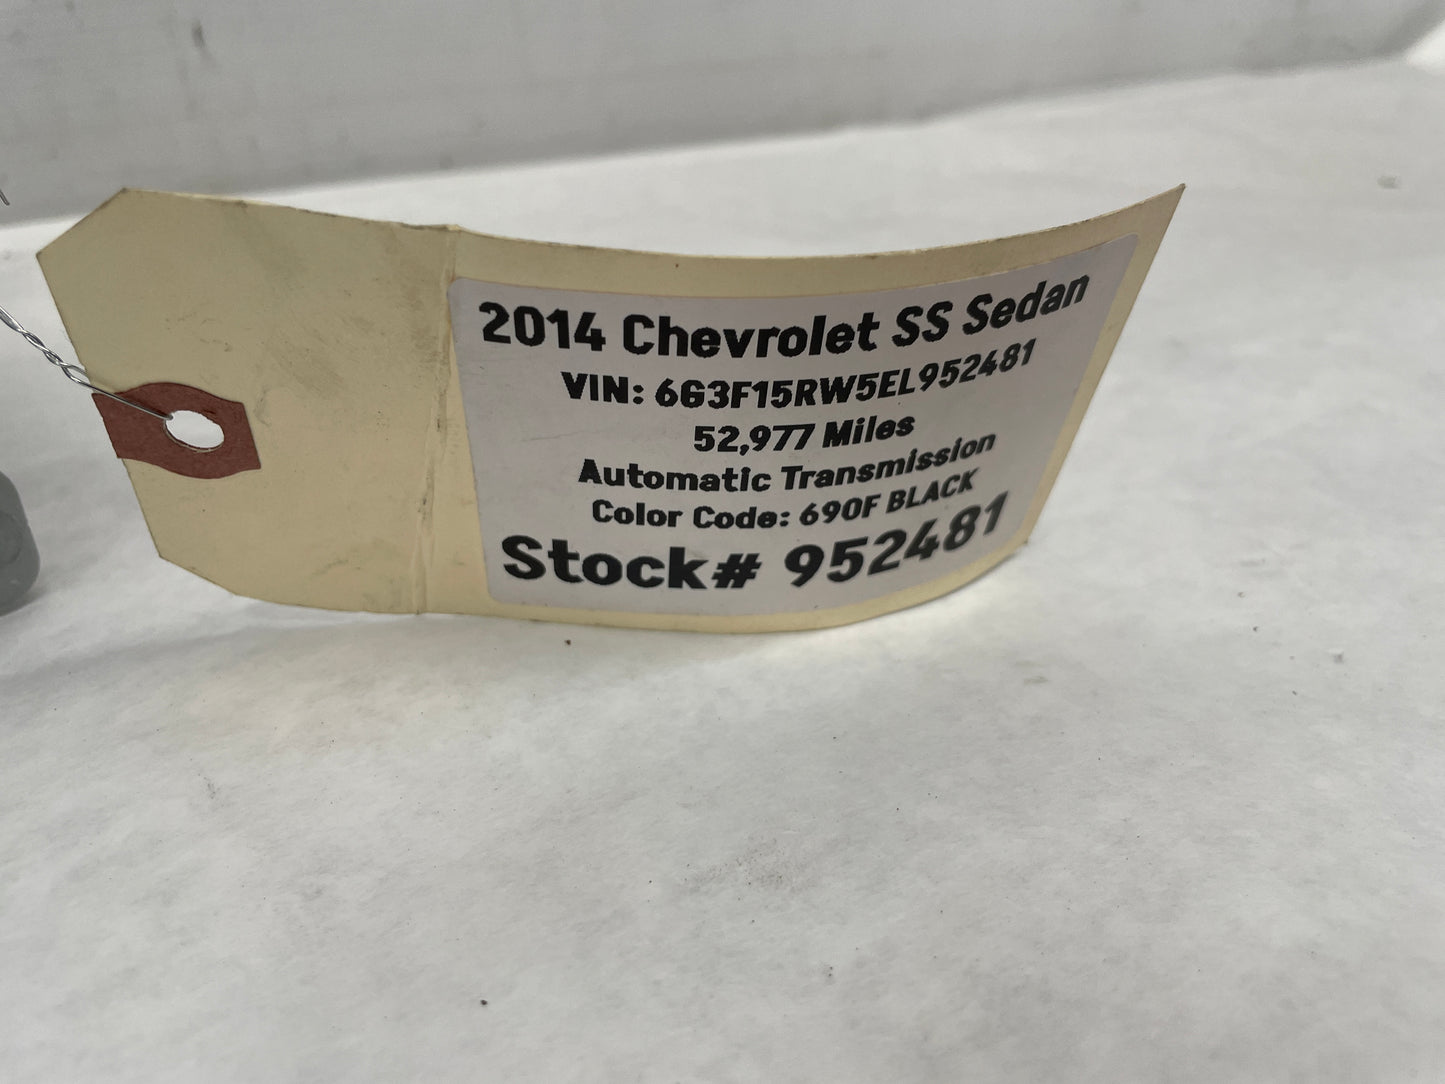 2014 Chevrolet SS Sedan
VIN: 6G3F15RW5EL952481
52,977 Miles
Automatic Transmission
Color Code: 690F BLACK
Stock# 952481